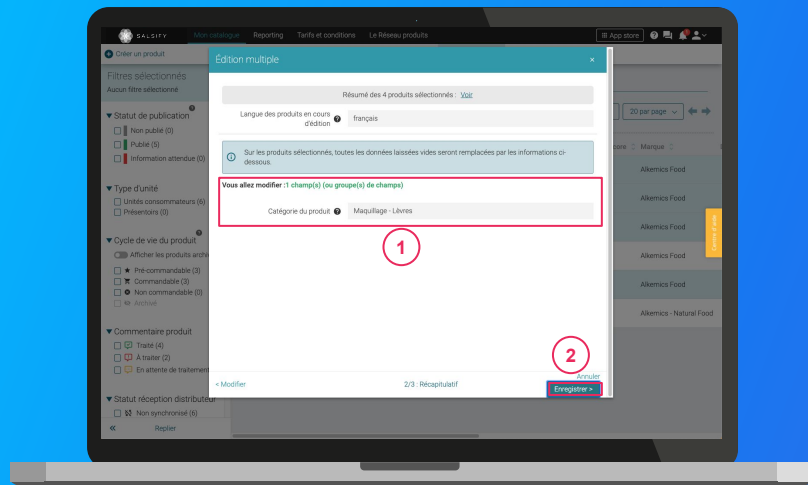 SALSIFY
Mon catalogue
Reporting
Tarifs et conditions
Le Réseau produits
App store
Créer un produit
Édition multiple
×
Filtres sélectionnés
Aucun filtre sélectionné
Résumé des 4 produits sélectionnés : Voir
Langue des produits en cours
d'édition
français
20 par page
Statut de publication
Non publié (0)
Publié (5)
Information attendue (0)
Sur les produits sélectionnés, toutes les données laissées vides seront remplacées par les informations ci-
dessous.
Marque
Alkemics Food
Vous allez modifier :1 champ(s) (ou groupe(s) de champs)
Type d'unité
Unités consommateurs (6)
Présentoirs (0)
Catégorie du produit
Maquillage - Lèvres
Alkemics Food
Cycle de vie du produit
Afficher les produits archi
1
Alkemics Food
Pré-commandable (3)
Commandable (3)
Non commandable (0)
Archivé
Alkemics Food
Alkemics Food
Alkemics - Natural Food
Commentaire produit
Traité (4)
À traiter (2)
En attente de traitement
2
Annuler
< Modifier
2/3 : Récapitulatif
Enregistrer >
Statut réception distributeur
Non synchronisé (6)
Replier